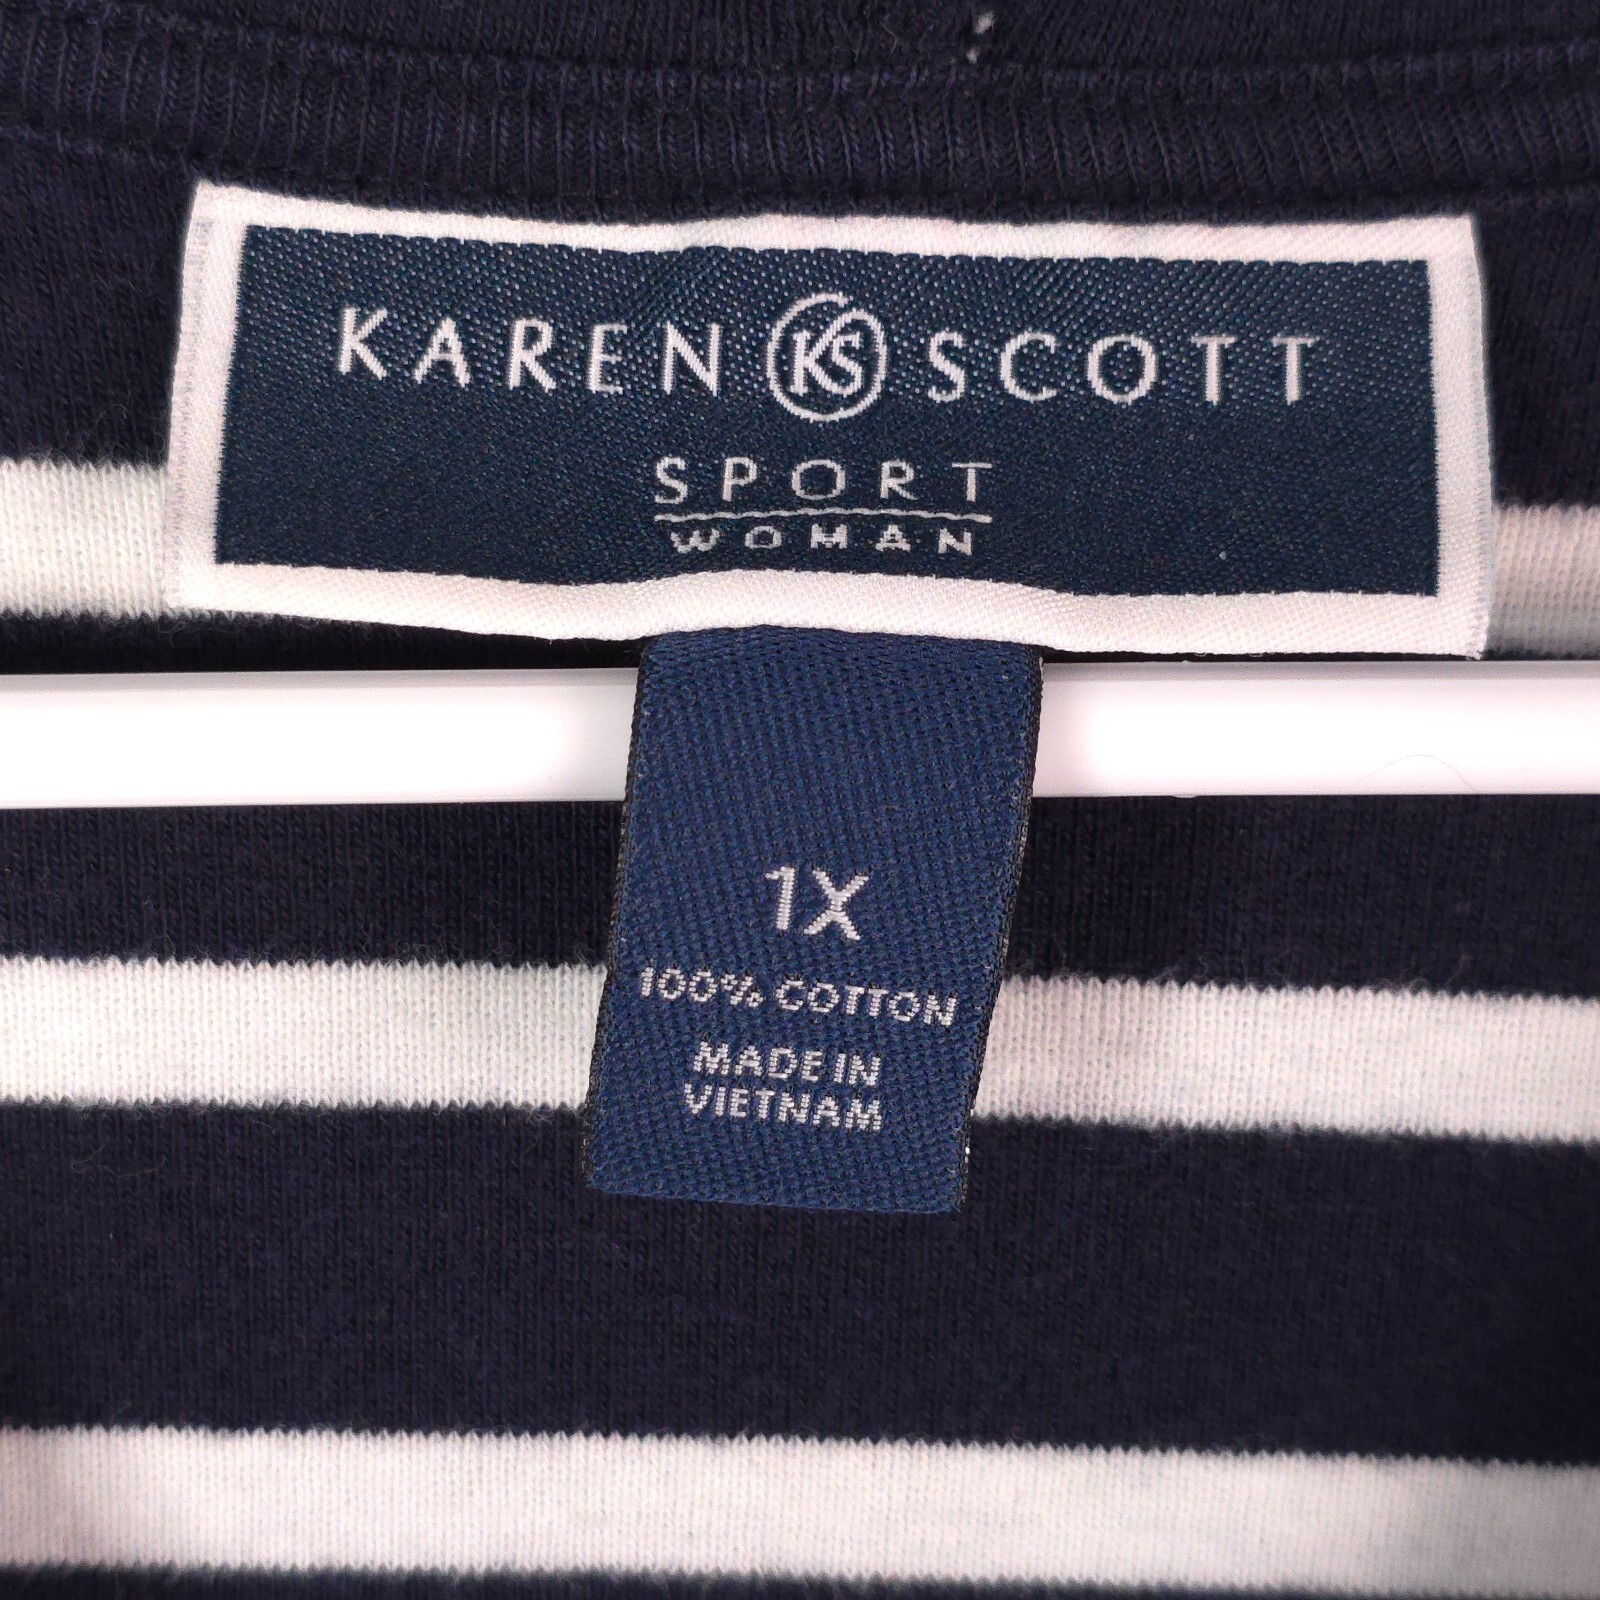 KAREN KS SCOTT
SPORT
WOMAN
1X
100% COTTON
MADE IN
VIETNAM